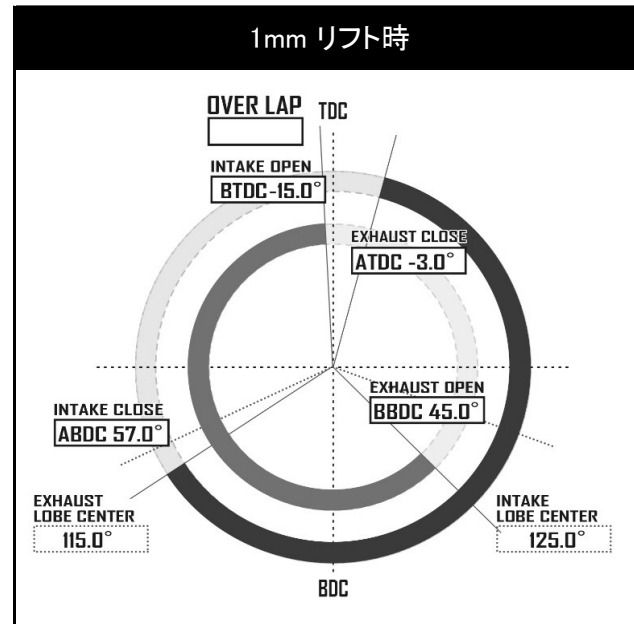 1mm リフト時
OVER LAP
TDC
INTAKE OPEN
BTDC-15.0°
EXHAUST CLOSE
ATDC -3.0°
EXHAUST OPEN
BBDC 45.0°
INTAKE CLOSE
ABDC 57.0°
EXHAUST
LOBE CENTER
115.0°
INTAKE
LOBE CENTER
125.0°
BDC